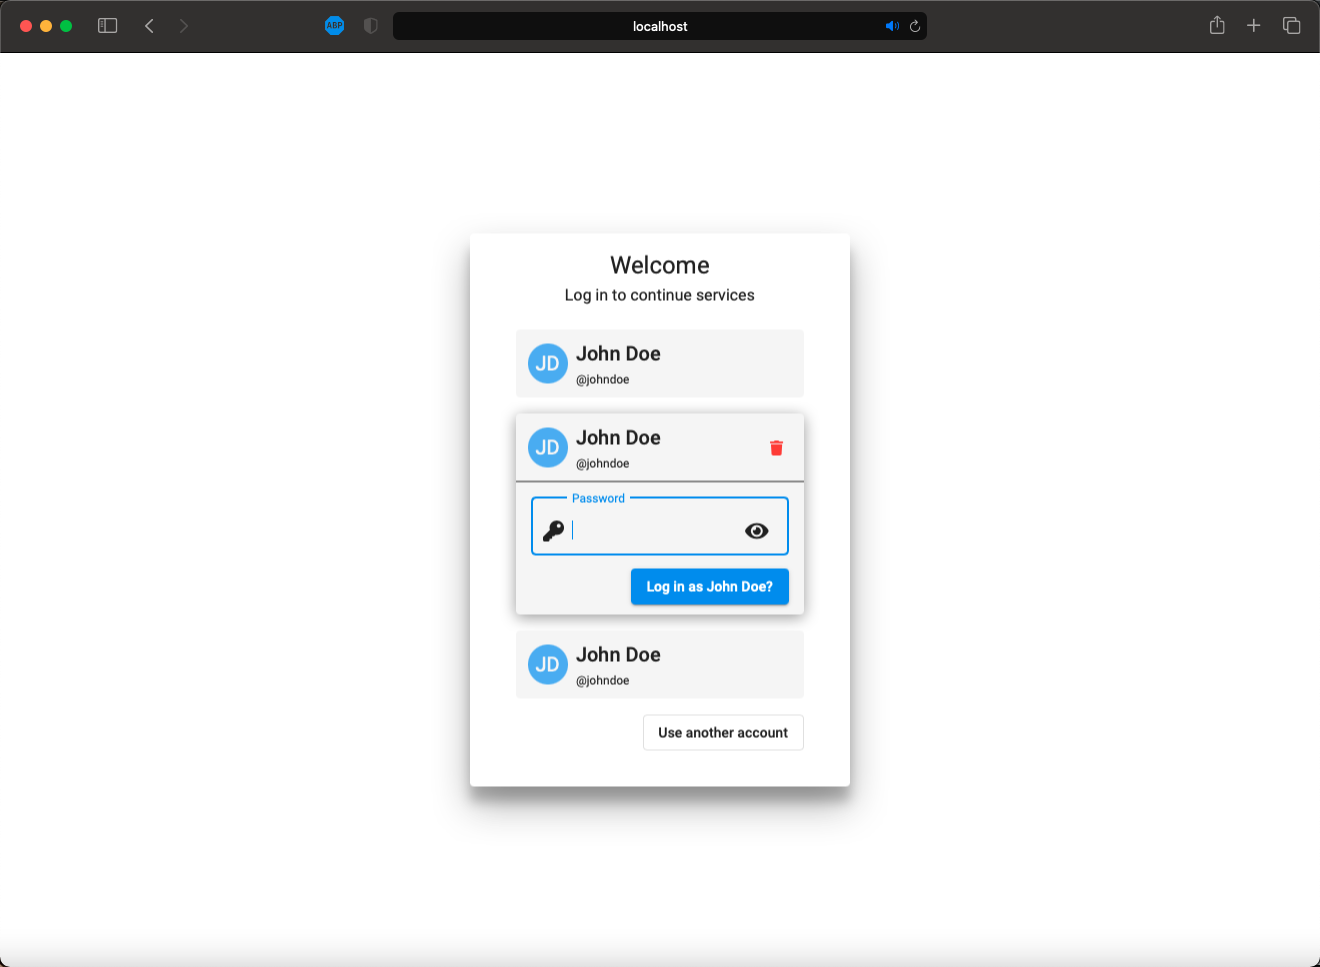 ABP
localhost
Welcome
Log in to continue services
JD
John Doe
@johndoe
JD
John Doe
@johndoe
Password
Log in as John Doe?
JD
John Doe
@johndoe
Use another account